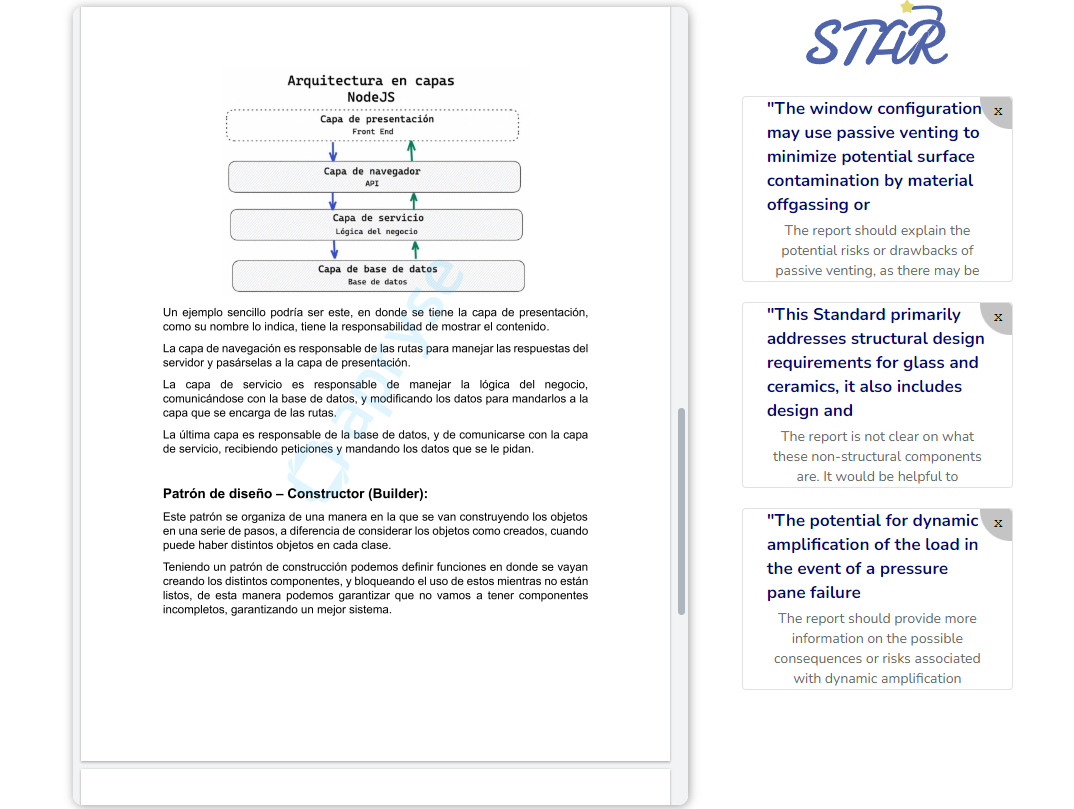 Arquitectura en capas
NodeJS
Capa de presentación
Front End
Capa de navegador
API
Capa de servicio
Lógica del negocio
Capa de base de datos
Base de datos
Un ejemplo sencillo podría ser este, en donde se tiene la capa de presentación,
como su nombre lo indica, tiene la responsabilidad de mostrar el contenido.
La capa de navegación es responsable de las rutas para manejar las respuestas del
servidor y pasárselas a la capa de presentación.
La capa de servicio es responsable de manejar la lógica del negocio,
comunicándose con la base de datos, y modificando los datos para mandarlos a la
capa que se encarga de las rutas.
La última capa es responsable de la base de datos, y de comunicarse con la capa
de servicio, recibiendo peticiones y mandando los datos que se le pidan.
Patrón de diseño – Constructor (Builder):
Este patrón se organiza de una manera en la que se van construyendo los objetos
en una serie de pasos, a diferencia de considerar los objetos como creados, cuando
puede haber distintos objetos en cada clase.
Teniendo un patrón de construcción podemos definir funciones en donde se vayan
creando los distintos componentes, y bloqueando el uso de estos mientras no están
listos, de esta manera podemos garantizar que no vamos a tener componentes
incompletos, garantizando un mejor sistema.
apryse
STAR
"The window configuration
x
may use passive venting to
minimize potential surface
contamination by material
offgassing or
The report should explain the
potential risks or drawbacks of
passive venting, as there may be
"This Standard primarily
x
addresses structural design
requirements for glass and
ceramics, it also includes
design and
The report is not clear on what
these non-structural components
are. It would be helpful to
"The potential for dynamic
x
amplification of the load in
the event of a pressure
pane failure
The report should provide more
information on the possible
consequences or risks associated
with dynamic amplification